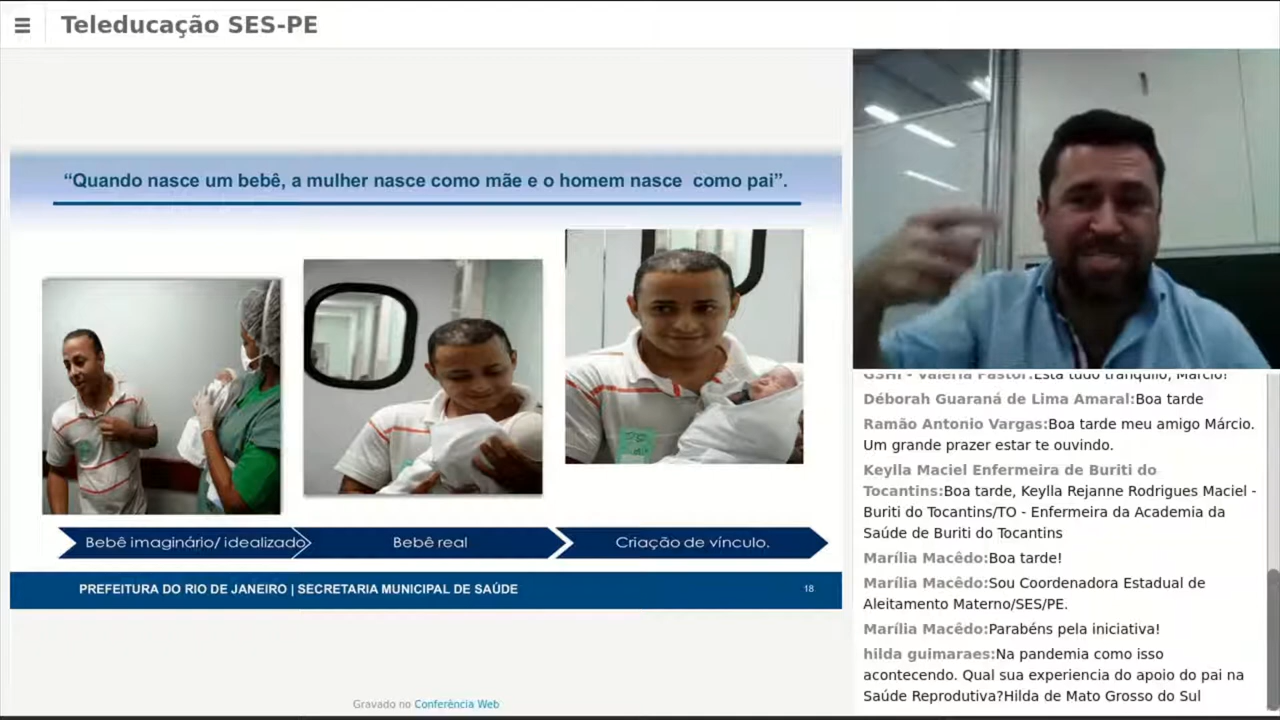 Teleducação SES-PE
“Quando nasce um bebê, a mulher nasce como mãe e o homem nasce como pai”.
Bebê imaginário/ idealizado
Bebê real
Criação de vínculo.
PREFEITURA DO RIO DE JANEIRO | SECRETARIA MUNICIPAL DE SAÚDE
18
Gravado no Conferência Web
Valéria Pastor:Está tudo tranquilo, Márcio!
Déborah Guaraná de Lima Amaral:Boa tarde
Ramão Antonio Vargas:Boa tarde meu amigo Márcio.
Um grande prazer estar te ouvindo.
Keylla Maciel Enfermeira de Buriti do
Tocantins:Boa tarde, Keylla Rejanne Rodrigues Maciel -
Buriti do Tocantins/TO - Enfermeira da Academia da
Saúde de Buriti do Tocantins
Marília Macêdo:Boa tarde!
Marília Macêdo:Sou Coordenadora Estadual de
Aleitamento Materno/SES/PE.
Marília Macêdo:Parabéns pela iniciativa!
hilda guimaraes:Na pandemia como isso
acontecendo. Qual sua experiencia do apoio do pai na
Saúde Reprodutiva?Hilda de Mato Grosso do Sul